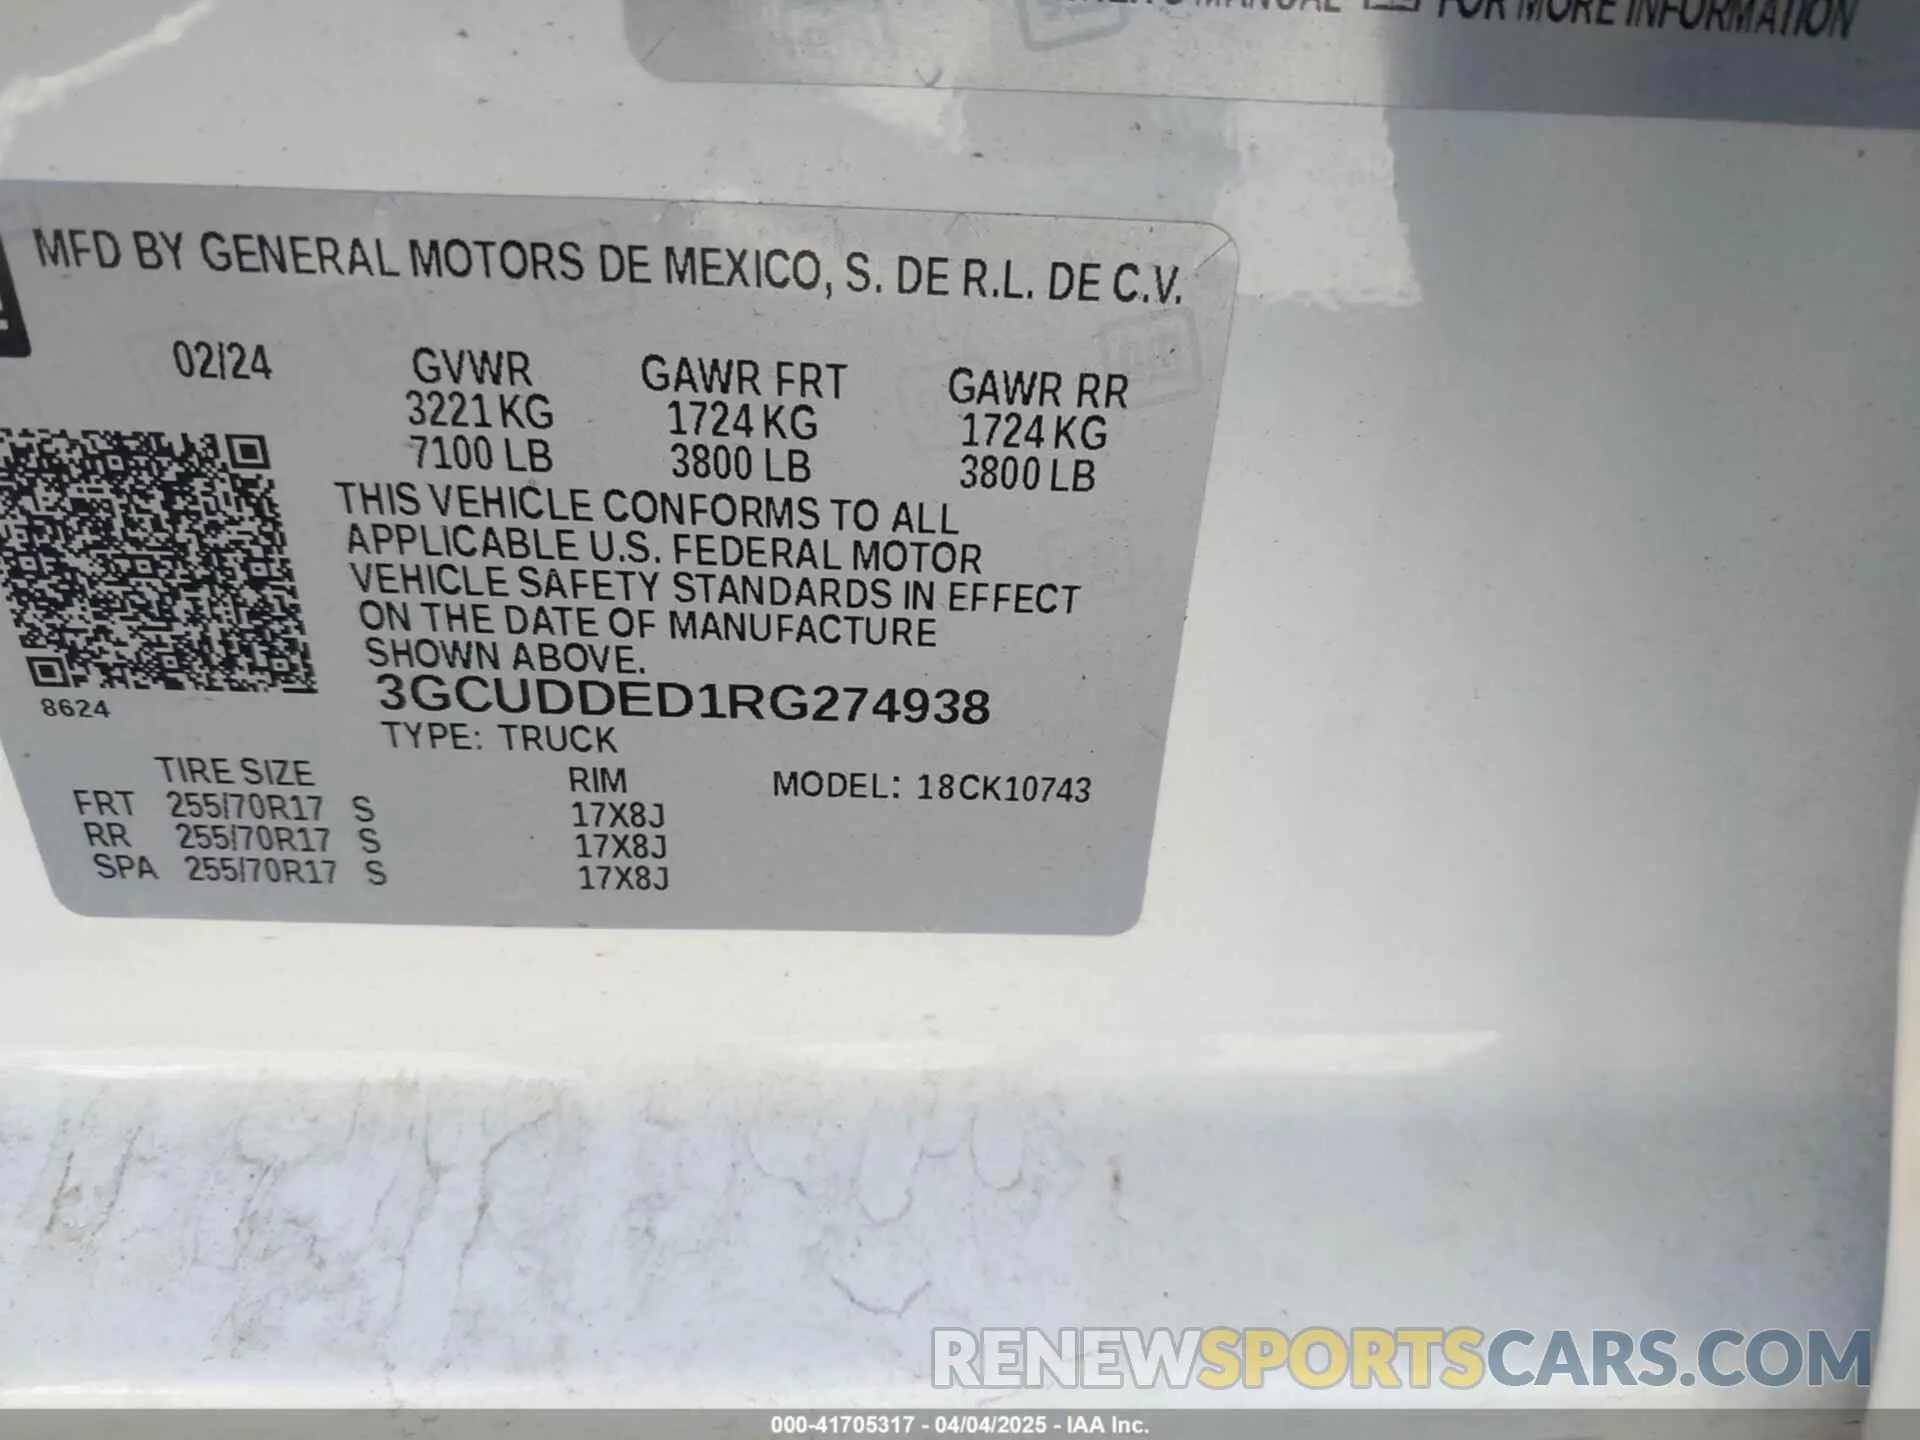 MANUAL FOR MORE INFORMATION
MFD BY GENERAL MOTORS DE MEXICO, S. DE R.L. DE C.V.
02/24 GVWR GAWR FRT GAWR RR
3221 KG 1724 KG 1724 KG
7100 LB 3800 LB 3800 LB
THIS VEHICLE CONFORMS TO ALL
APPLICABLE U.S. FEDERAL MOTOR
VEHICLE SAFETY STANDARDS IN EFFECT
ON THE DATE OF MANUFACTURE
SHOWN ABOVE.
3GCUDDED1RG274938
8624
TYPE: TRUCK
TIRE SIZE RIM MODEL: 18CK10743
FRT 255/70R17 S 17X8J
RR 255/70R17 S 17X8J
SPA 255/70R17 S 17X8J
RENEWSPORTSCARS.COM
000-41705317 - 04/04/2025 - IAA Inc.